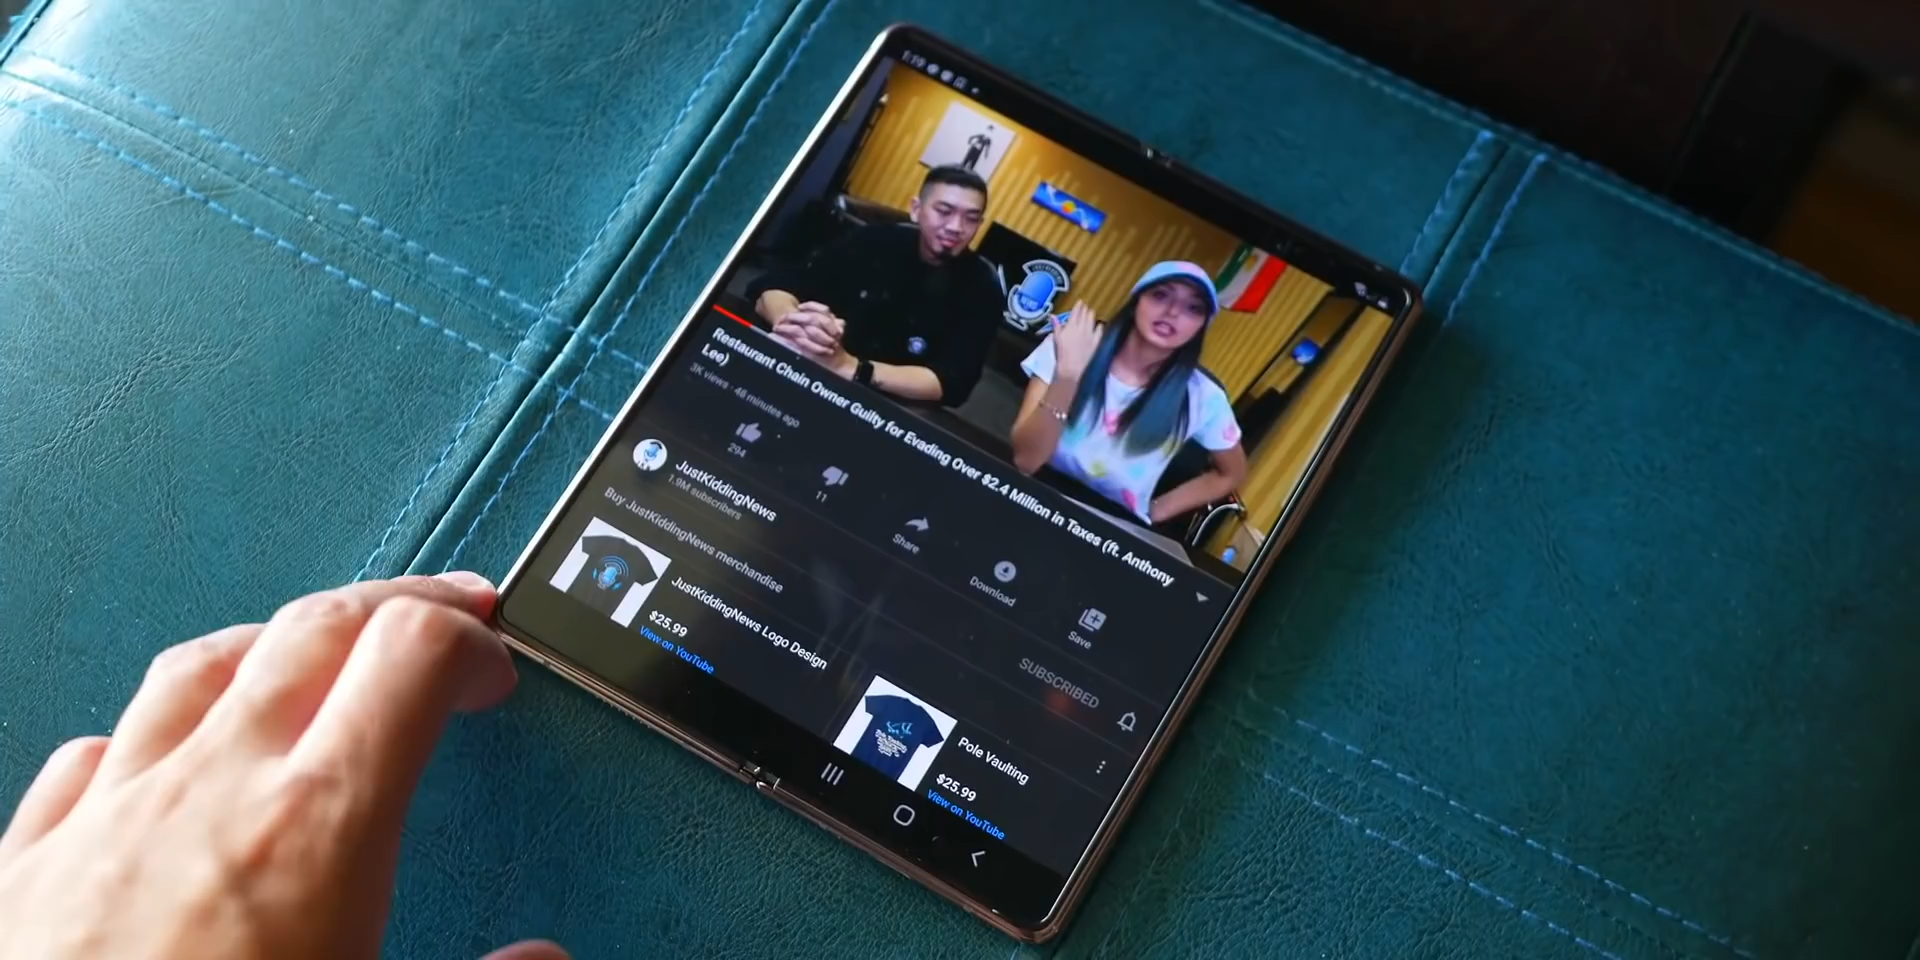 1:19
Restaurant Chain Owner Guilty for Evading Over $2.4 Million in Taxes (ft. Anthony
Lee)
3K views · 48 minutes ago
294
11
Share
Download
Save
JustKiddingNews
1.9M subscribers
SUBSCRIBED
Buy JustKiddingNews merchandise
JustKiddingNews Logo Design
$25.99
View on YouTube
Pole Vaulting
$25.99
View on YouTube